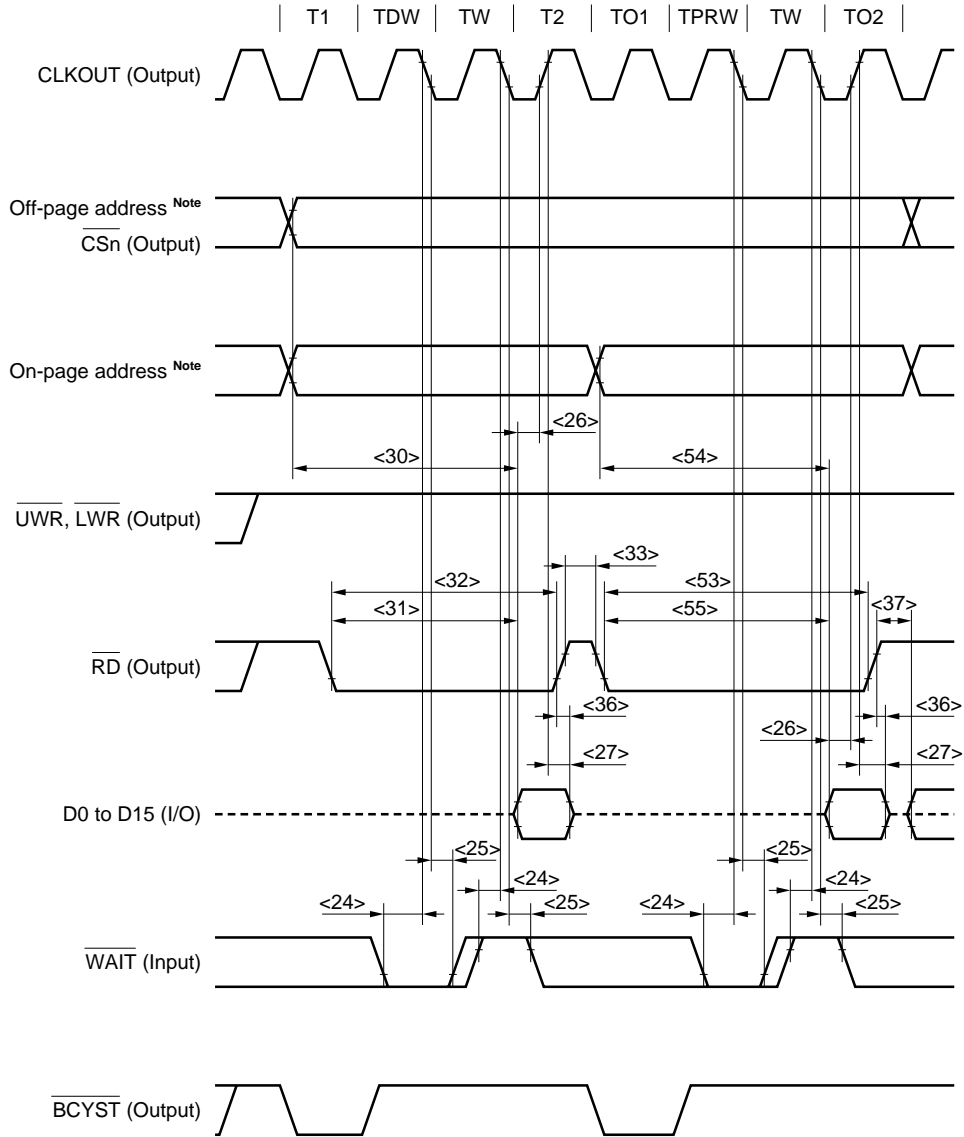 T1 TDW TW T2 TO1 TPRW TW TO2
CLKOUT (Output)
Off-page address Note
CSn (Output)
On-page address Note
<26>
<30> <54>
UWR, LWR (Output)
<33>
<32> <53>
<31> <55> <37>
RD (Output)
<36> <36>
<26>
<27> <27>
D0 to D15 (I/O)
<25> <25>
<24> <24>
<24> <25> <24> <25>
WAIT (Input)
BCYST (Output)